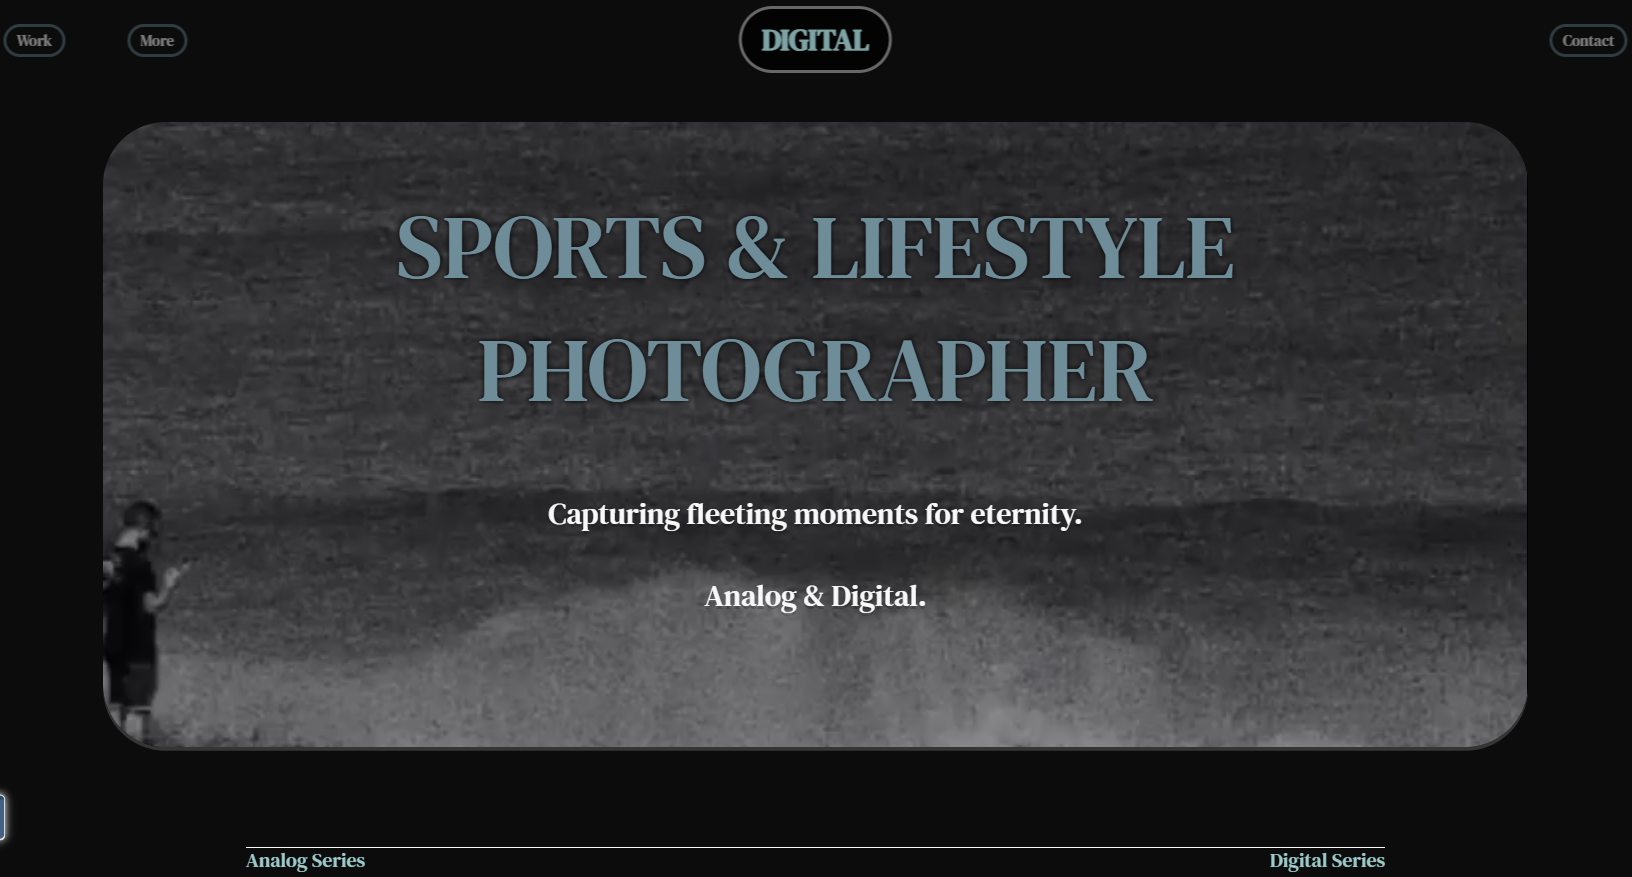 Work
More
DIGITAL
Contact
SPORTS & LIFESTYLE
PHOTOGRAPHER
Capturing fleeting moments for eternity.
Analog & Digital.
Analog Series
Digital Series